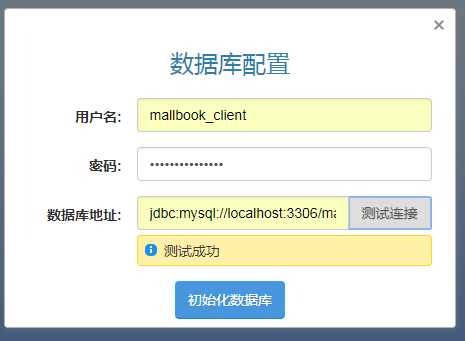 ×
数据库配置
用户名: mallbook_client
密码: •••••••••••••••
数据库地址: jdbc:mysql://localhost:3306/ma 测试连接
测试成功
初始化数据库